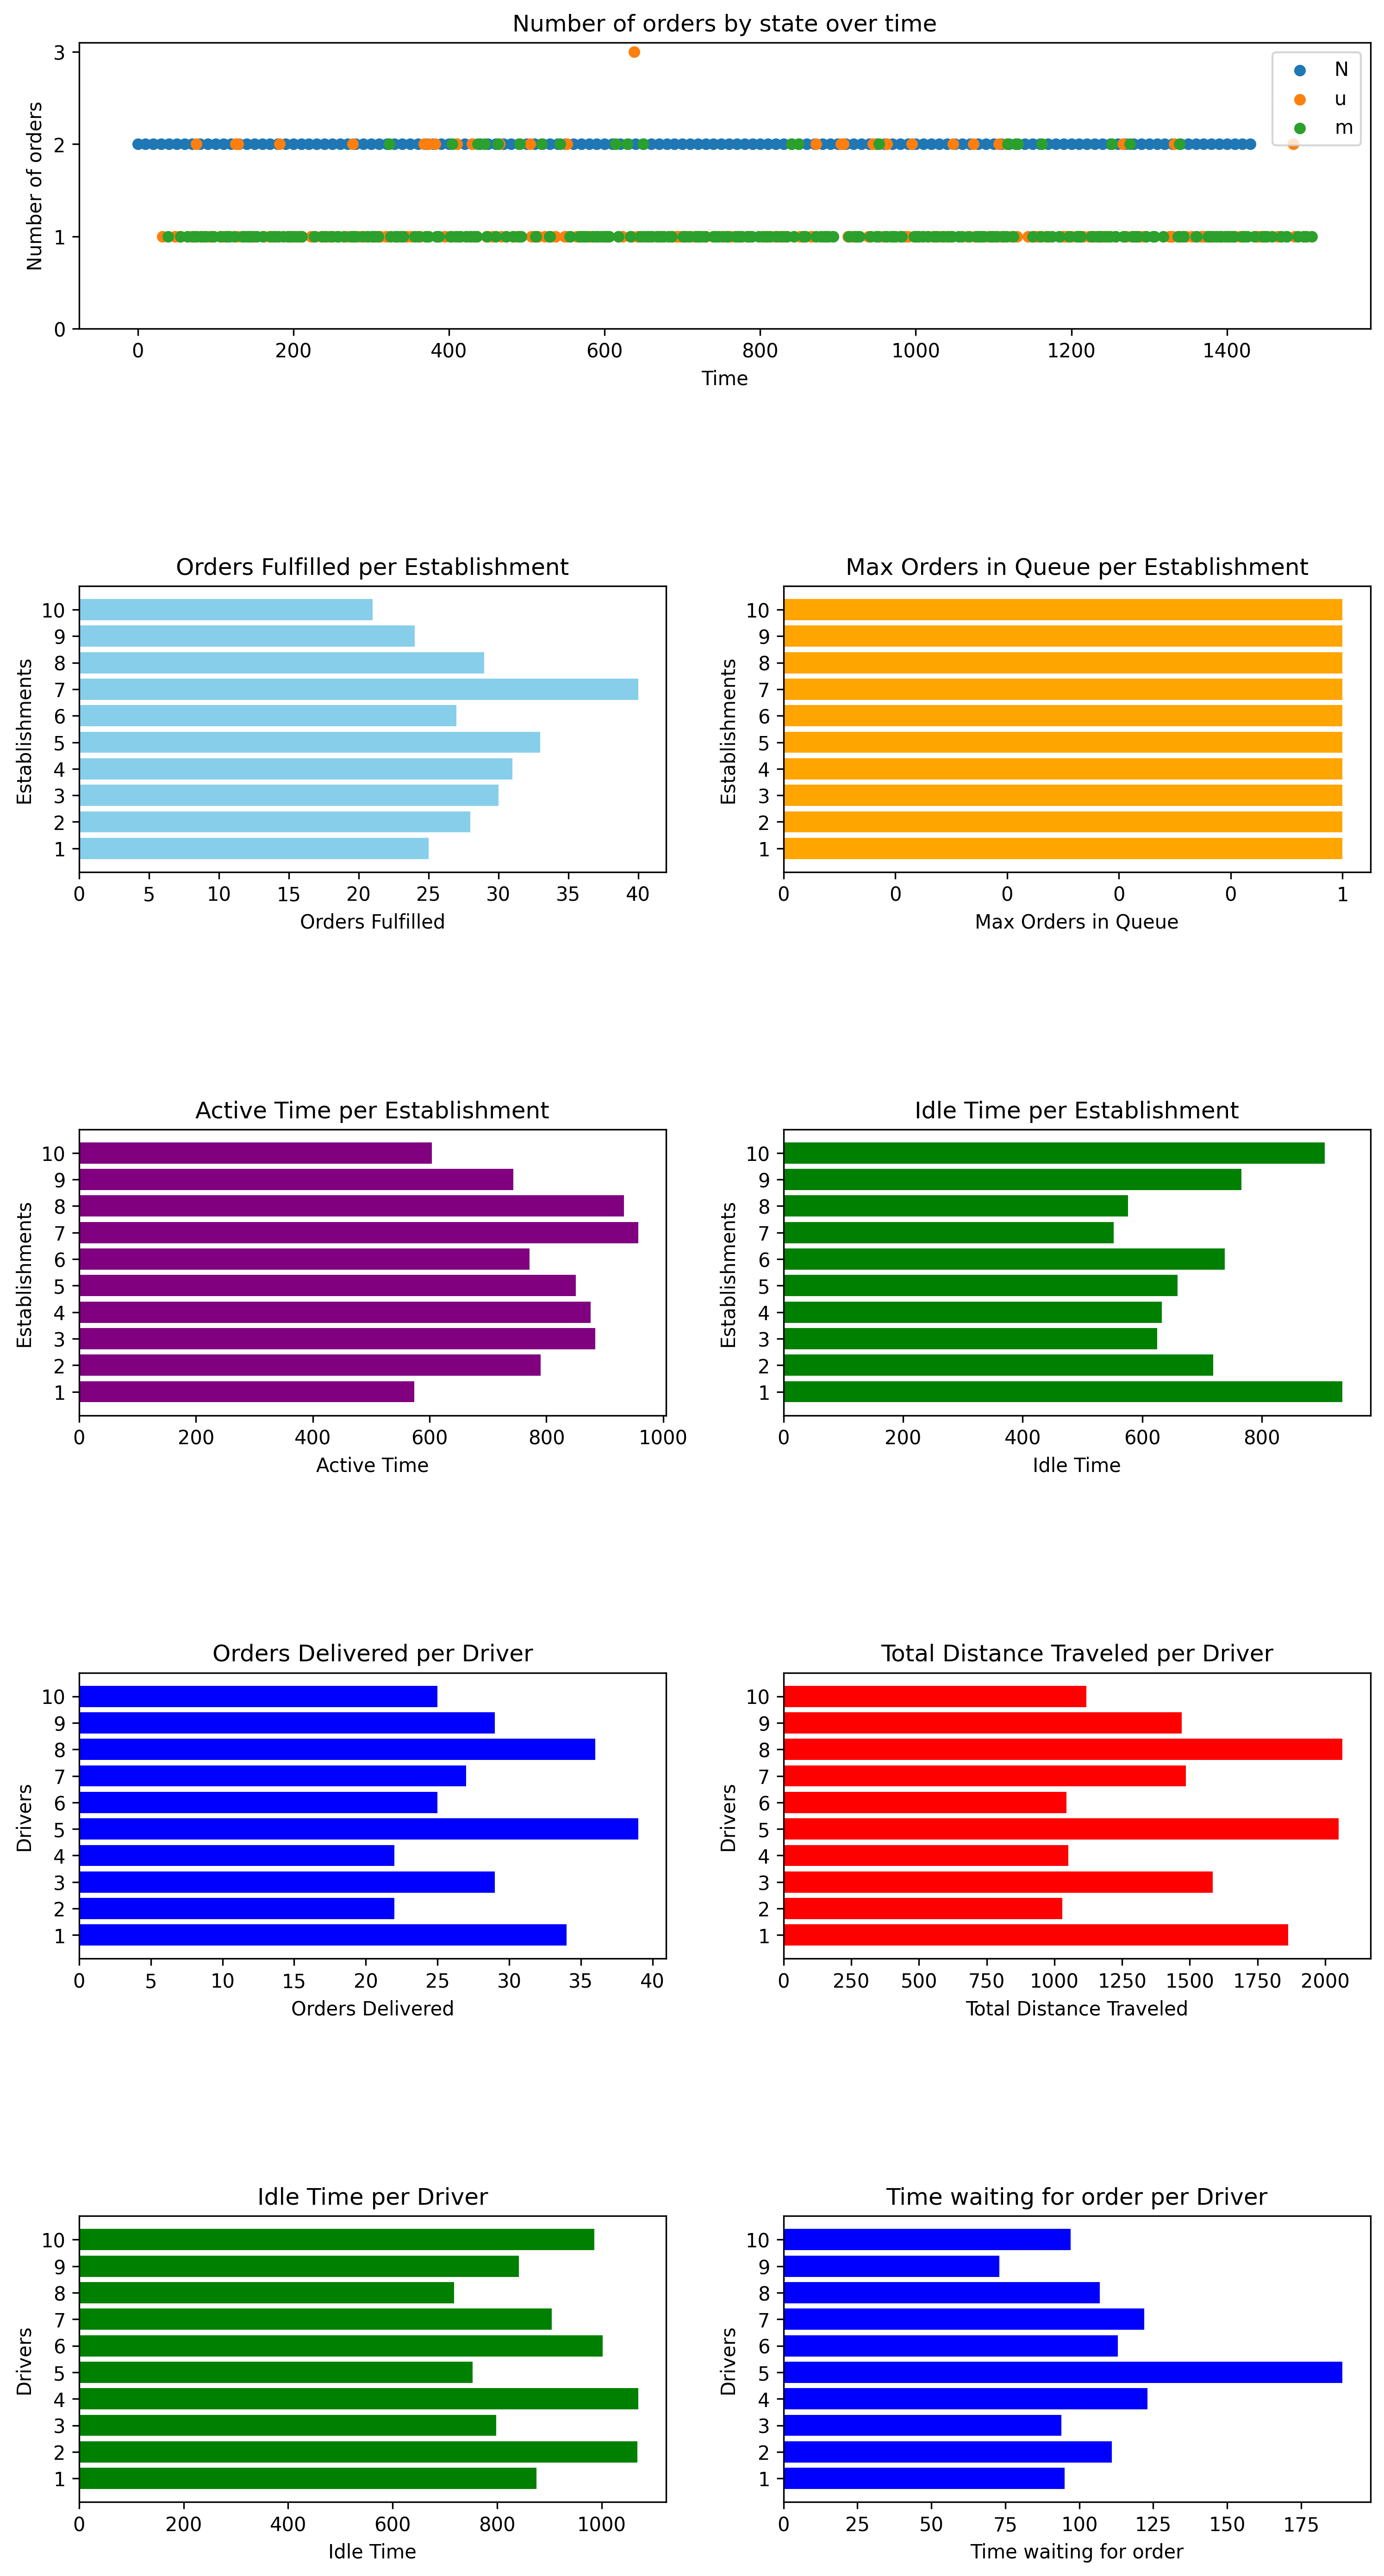 Number of orders by state over time
Number of orders
3
2
1
0
N
u
m
0 200 400 600 800 1000 1200 1400
Time
Orders Fulfilled per Establishment
Establishments
10
9
8
7
6
5
4
3
2
1
0 5 10 15 20 25 30 35 40
Orders Fulfilled
Max Orders in Queue per Establishment
Establishments
10
9
8
7
6
5
4
3
2
1
0 0 0 0 0 1
Max Orders in Queue
Active Time per Establishment
Establishments
10
9
8
7
6
5
4
3
2
1
0 200 400 600 800 1000
Active Time
Idle Time per Establishment
Establishments
10
9
8
7
6
5
4
3
2
1
0 200 400 600 800
Idle Time
Orders Delivered per Driver
Drivers
10
9
8
7
6
5
4
3
2
1
0 5 10 15 20 25 30 35 40
Orders Delivered
Total Distance Traveled per Driver
Drivers
10
9
8
7
6
5
4
3
2
1
0 250 500 750 1000 1250 1500 1750 2000
Total Distance Traveled
Idle Time per Driver
Drivers
10
9
8
7
6
5
4
3
2
1
0 200 400 600 800 1000
Idle Time
Time waiting for order per Driver
Drivers
10
9
8
7
6
5
4
3
2
1
0 25 50 75 100 125 150 175
Time waiting for order